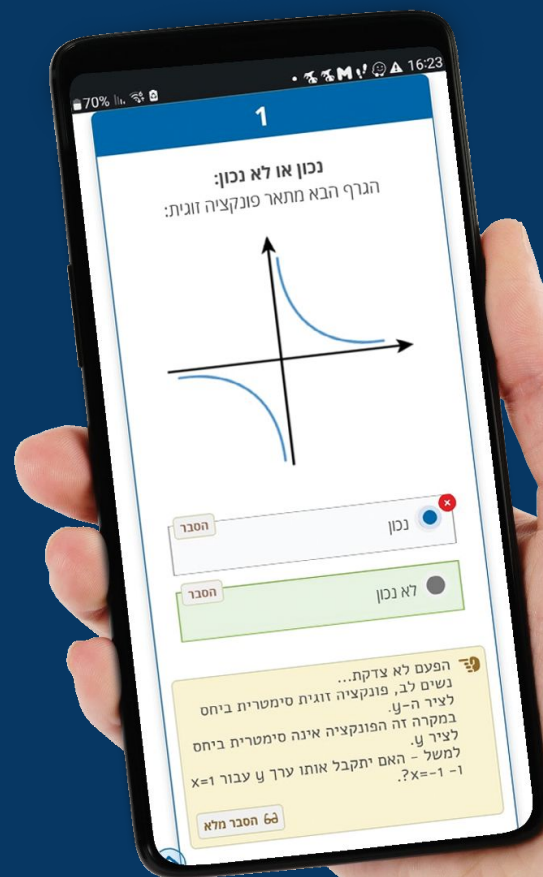 70% M 16:23
1
נכון או לא נכון:
הגרף הבא מתאר פונקציה זוגית:
נכון
הסבר
לא נכון
הסבר
הפעם לא צדקת...
נשים לב, פונקציה זוגית סימטרית ביחס
לציר ה-y.
במקרה זה הפונקציה אינה סימטרית ביחס
לציר y.
למשל - האם יתקבל אותו ערך y עבור x=1
ו- x=-1?.
הסבר מלא